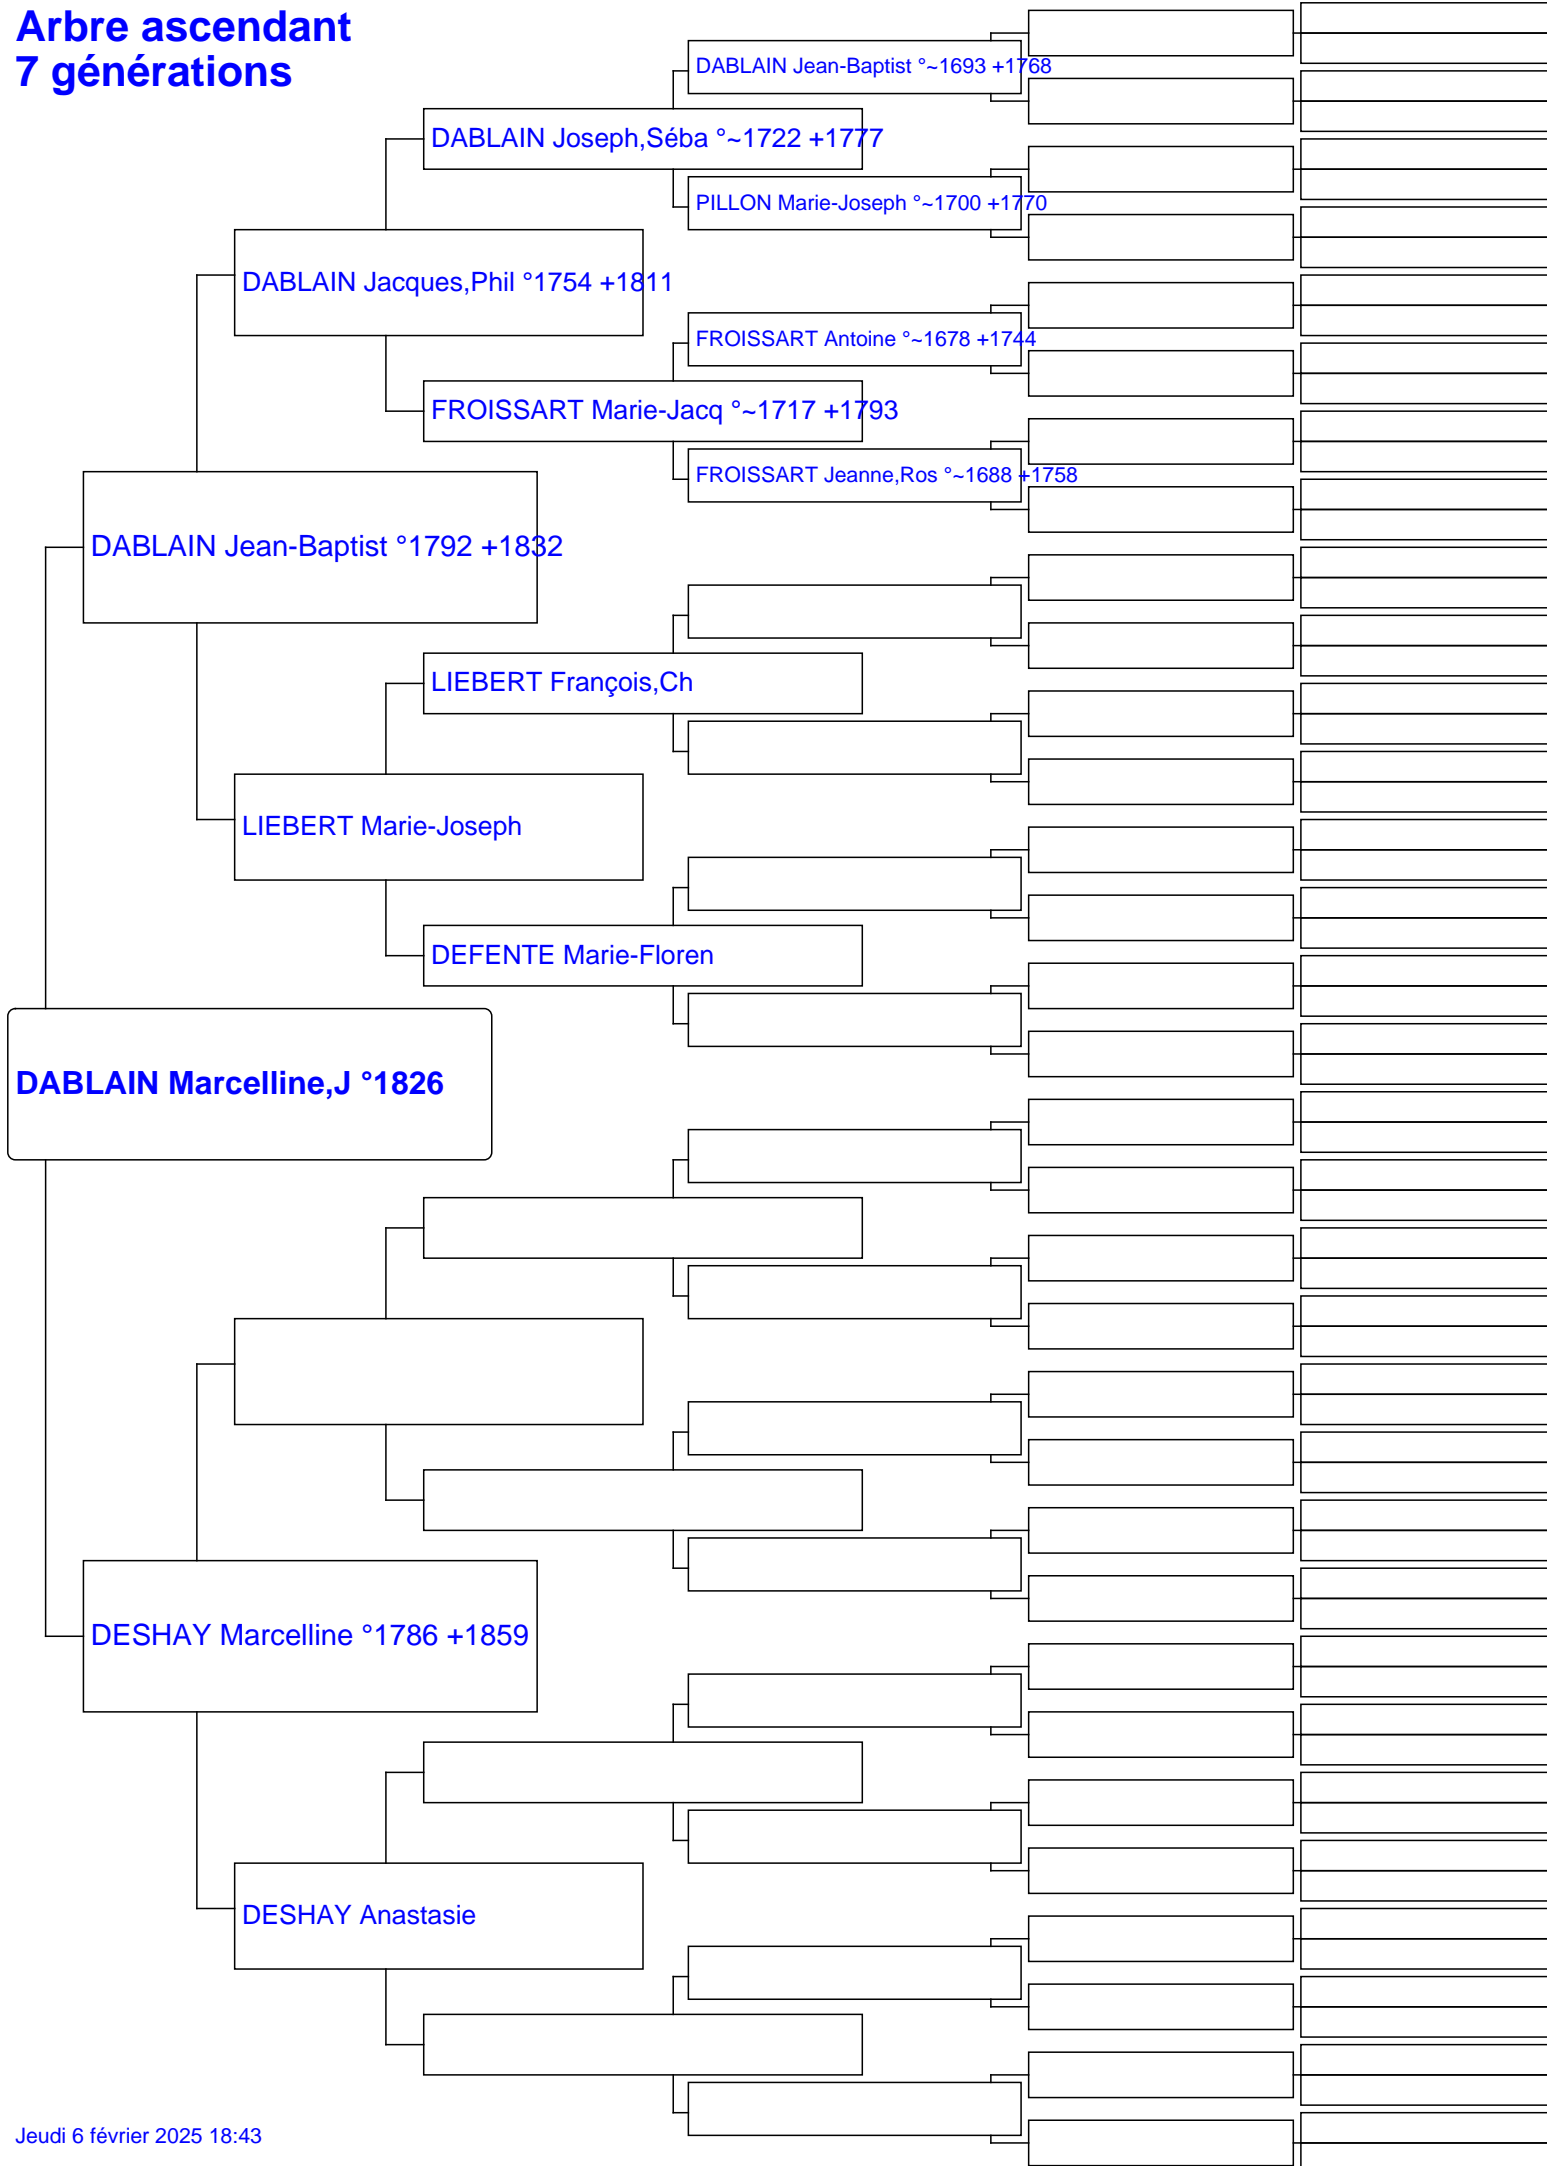 Arbre ascendant
7 générations
DABLAIN Jean-Baptist °~1693 +1768
DABLAIN Joseph,Séba °~1722 +1777
PILLON Marie-Joseph °~1700 +1770
DABLAIN Jacques,Phil °1754 +1811
FROISSART Antoine °~1678 +1744
FROISSART Marie-Jacq °~1717 +1793
FROISSART Jeanne,Ros °~1688 +1758
DABLAIN Jean-Baptist °1792 +1832
LIEBERT François,Ch
LIEBERT Marie-Joseph
DEFENTE Marie-Floren
DABLAIN Marcelline,J °1826
DESHAY Marcelline °1786 +1859
DESHAY Anastasie
Jeudi 6 février 2025 18:43